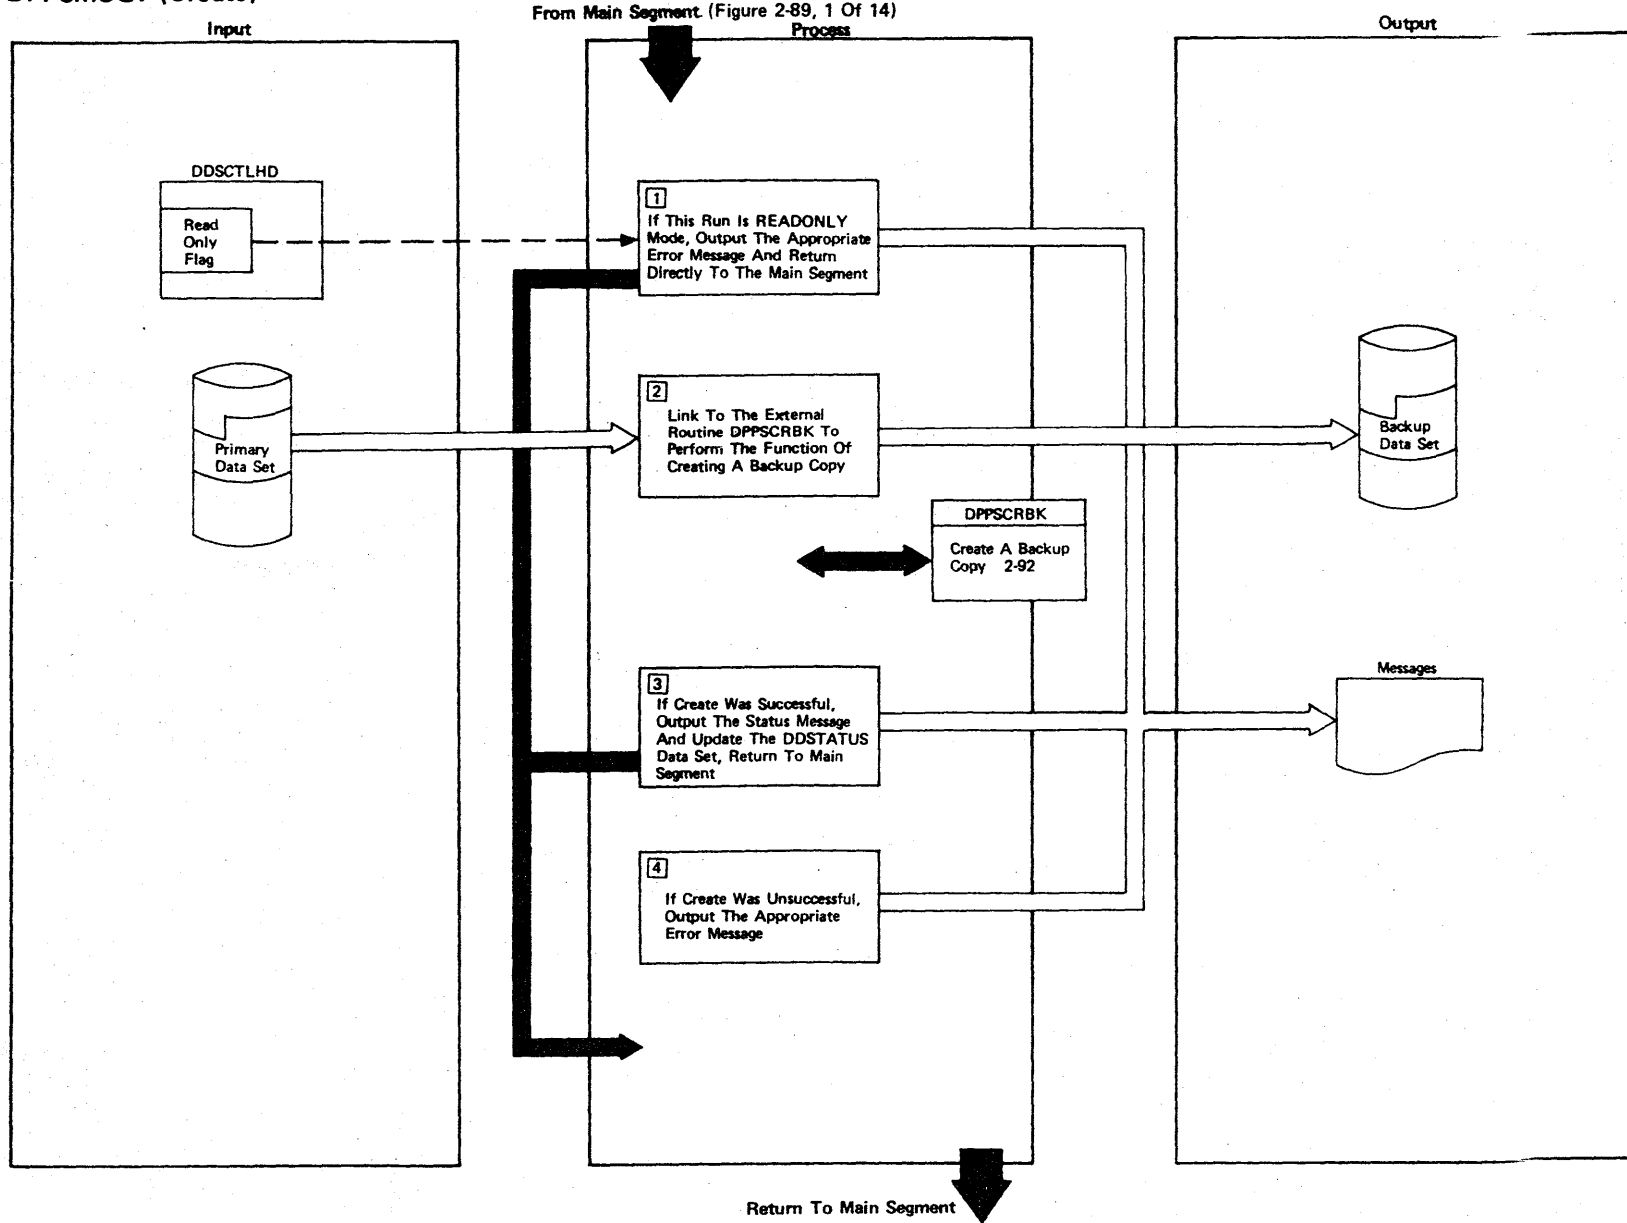 (Create)
From Main Segment (Figure 2-89, 1 Of 14)
Input
Process
Output
DDSCTLHD
Read
Only
Flag
1
If This Run Is READONLY
Mode, Output The Appropriate
Error Message And Return
Directly To The Main Segment
Primary
Data Set
2
Link To The External
Routine DPPSCRBK To
Perform The Function Of
Creating A Backup Copy
Backup
Data Set
DPPSCRBK
Create A Backup
Copy 2-92
3
If Create Was Successful,
Output The Status Message
And Update The DDSTATUS
Data Set, Return To Main
Segment
Messages
4
If Create Was Unsuccessful,
Output The Appropriate
Error Message
Return To Main Segment